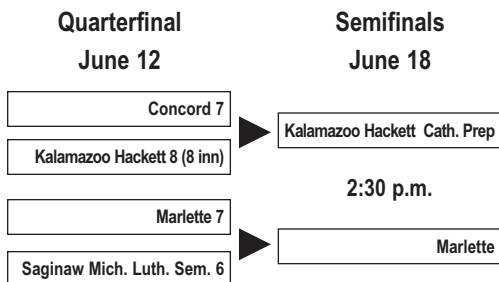 Quarterfinal
June 12
Concord 7
Kalamazoo Hackett 8 (8 inn)
Marlette 7
Saginaw Mich. Luth. Sem. 6
Semifinals
June 18
Kalamazoo Hackett Cath. Prep
2:30 p.m.
Marlette